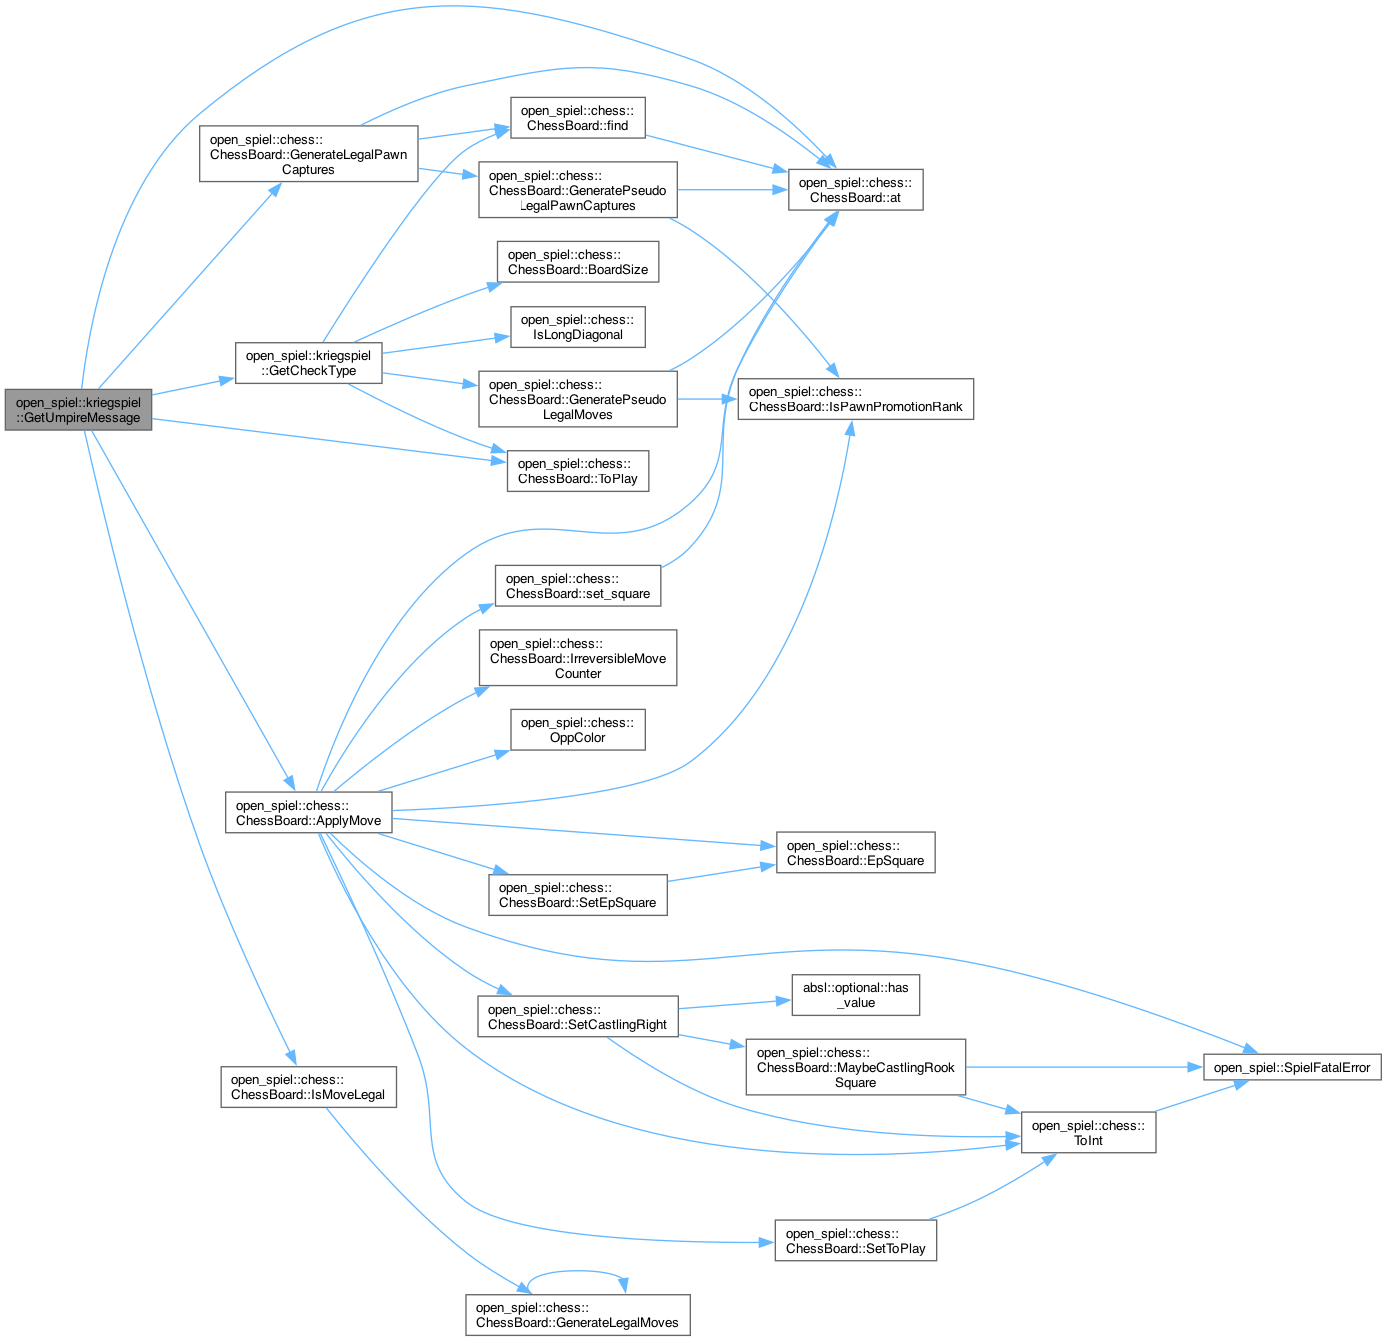 open_spiel::chess::
ChessBoard::find
open_spiel::chess::
ChessBoard::GenerateLegalPawn
Captures
open_spiel::chess::
ChessBoard::GeneratePseudo
LegalPawnCaptures
open_spiel::chess::
ChessBoard::at
open_spiel::chess::
ChessBoard::BoardSize
open_spiel::chess::
IsLongDiagonal
open_spiel::kriegspiel
::GetCheckType
open_spiel::chess::
ChessBoard::GeneratePseudo
LegalMoves
open_spiel::chess::
ChessBoard::IsPawnPromotionRank
open_spiel::kriegspiel
::GetUmpireMessage
open_spiel::chess::
ChessBoard::ToPlay
open_spiel::chess::
ChessBoard::set_square
open_spiel::chess::
ChessBoard::IrreversibleMove
Counter
open_spiel::chess::
OppColor
open_spiel::chess::
ChessBoard::ApplyMove
open_spiel::chess::
ChessBoard::EpSquare
open_spiel::chess::
ChessBoard::SetEpSquare
absl::optional::has
_value
open_spiel::chess::
ChessBoard::SetCastlingRight
open_spiel::chess::
ChessBoard::MaybeCastlingRook
Square
open_spiel::SpielFatalError
open_spiel::chess::
ChessBoard::IsMoveLegal
open_spiel::chess::
ToInt
open_spiel::chess::
ChessBoard::SetToPlay
open_spiel::chess::
ChessBoard::GenerateLegalMoves